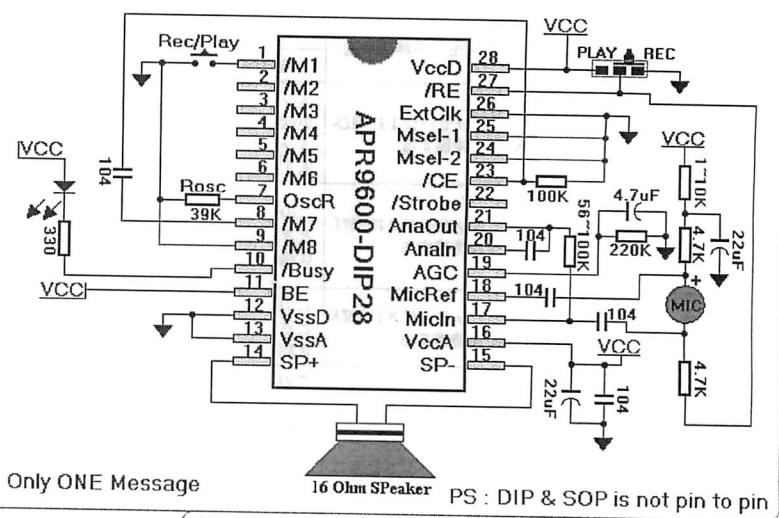 VCC
Rec/Play
PLAY
REC
1
/M1
2
/M2
3
/M3
4
/M4
5
/M5
6
/M6
7
OscR
8
/M7
9
/M8
10
/Busy
11
BE
12
VssD
13
VssA
14
SP+
APR9600-DIP28
28
VccD
27
/RE
26
ExtClk
25
Msel-1
24
Msel-2
23
/CE
22
/Strobe
21
AnaOut
20
AnaIn
19
AGC
18
MicRef
17
MicIn
16
VccA
15
SP-
VCC
104
Rosc
39K
330
VCC
100K
VCC
1~10K
4.7uF
220K
56~100K
104
4.7K
22uF
+
MIC
104
104
VCC
4.7K
22uF
104
16 Ohm SPeaker
Only ONE Message
PS : DIP & SOP is not pin to pin